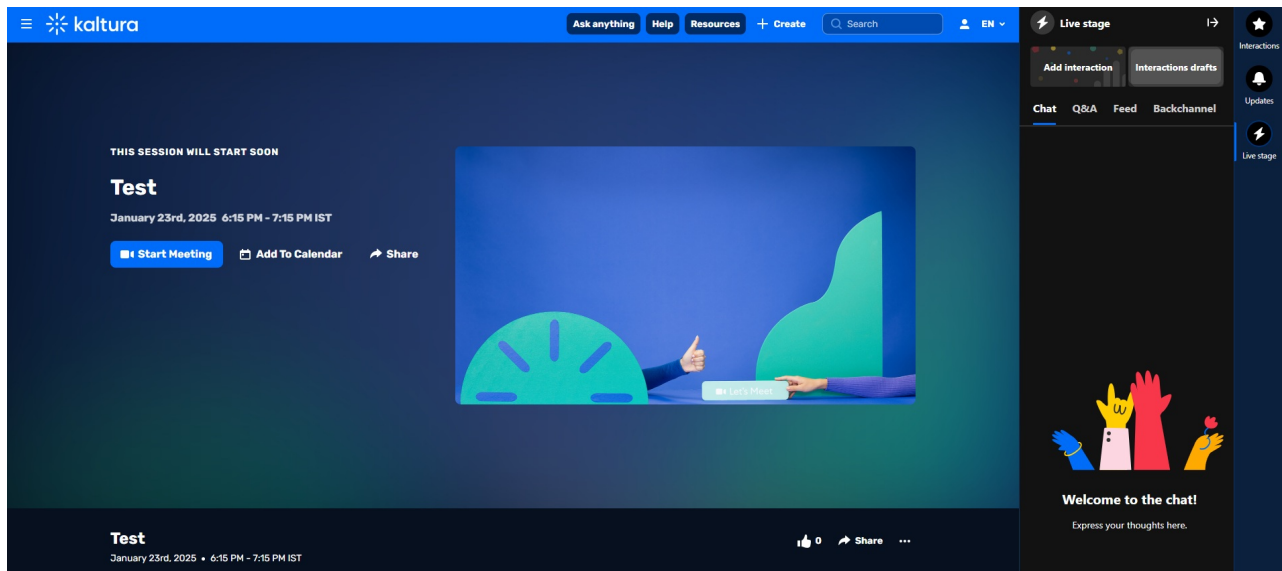 kaltura
Ask anything Help Resources + Create Search EN
THIS SESSION WILL START SOON
Test
January 23rd, 2025 6:15 PM - 7:15 PM IST
Start Meeting Add To Calendar Share
Let's Meet
Test
January 23rd, 2025 • 6:15 PM - 7:15 PM IST
0 Share ...
Live stage
Add interaction Interactions drafts
Chat Q&A Feed Backchannel
Welcome to the chat!
Express your thoughts here.
Interactions
Updates
Live stage